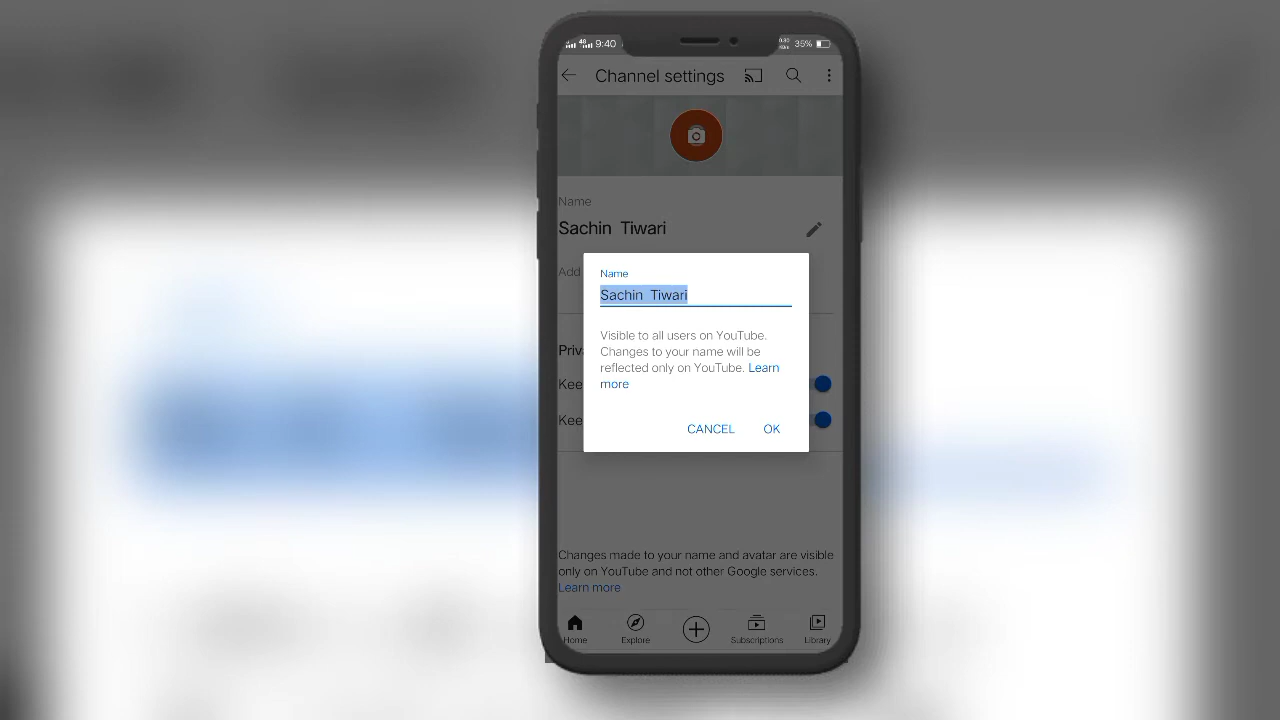 9:40
35%
Channel settings
Name
Sachin Tiwari
Add
Name
Sachin Tiwari
Visible to all users on YouTube.
Changes to your name will be
reflected only on YouTube. Learn
more
Priv
Kee
Kee
CANCEL OK
Changes made to your name and avatar are visible
only on YouTube and not other Google services.
Learn more
Home Explore Subscriptions Library